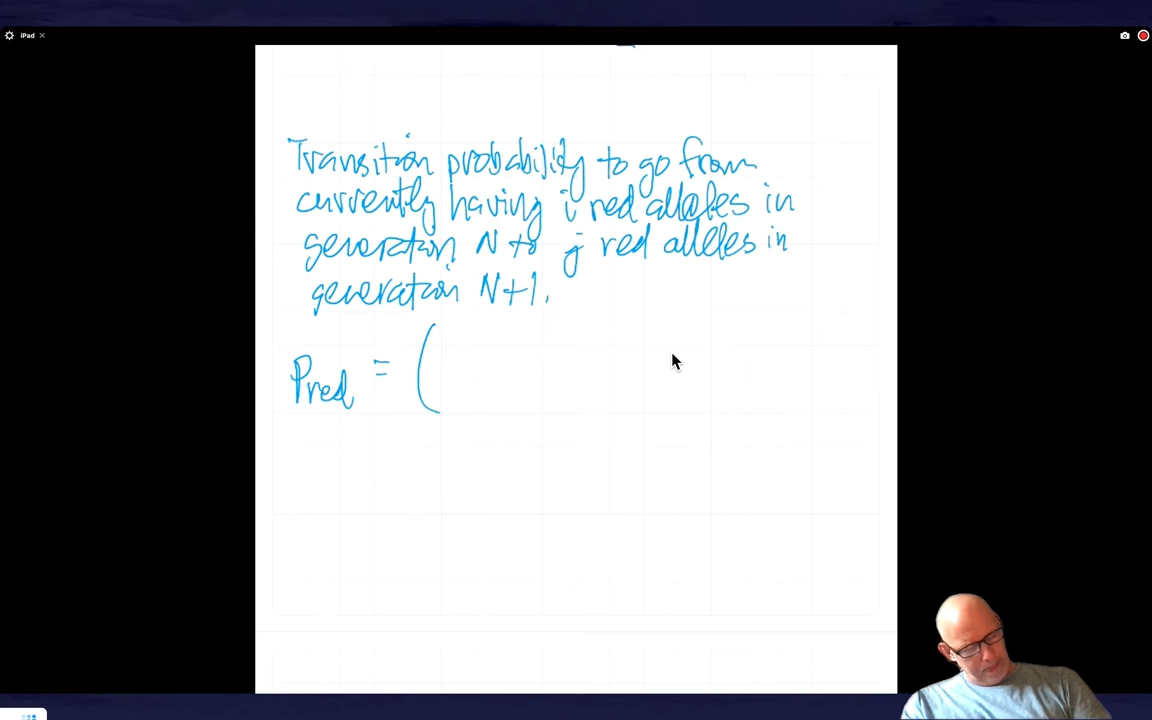 iPad
Transition probability to go from
currently having i red alleles in
generation N to j red alleles in
generation N+1.
Pred = (